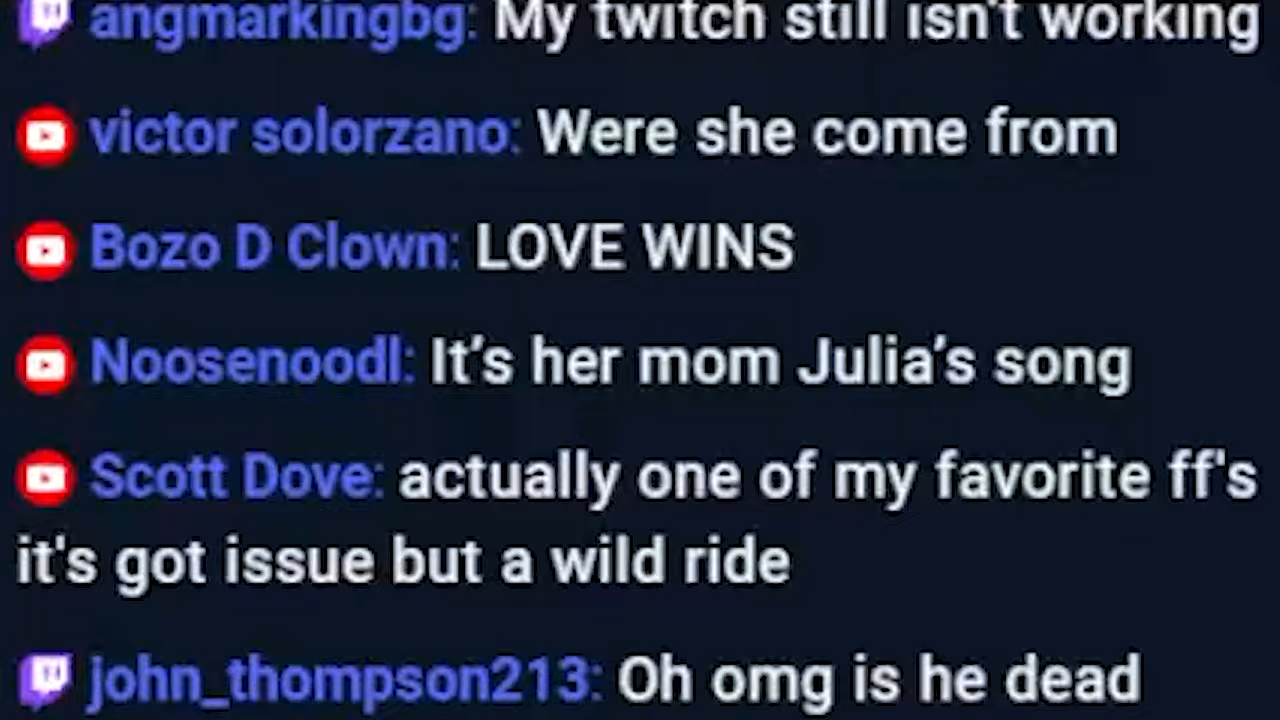 angmarkingbg: My twitch still isn't working
victor solorzano: Were she come from
Bozo D Clown: LOVE WINS
Noosenoodl: It's her mom Julia's song
Scott Dove: actually one of my favorite ff's
it's got issue but a wild ride
john_thompson213: Oh omg is he dead